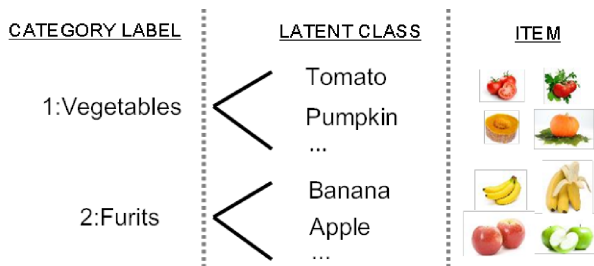 CATEGORY LABEL
LATENT CLASS
ITEM
1:Vegetables
Tomato
Pumpkin
...
2:Furits
Banana
Apple
...